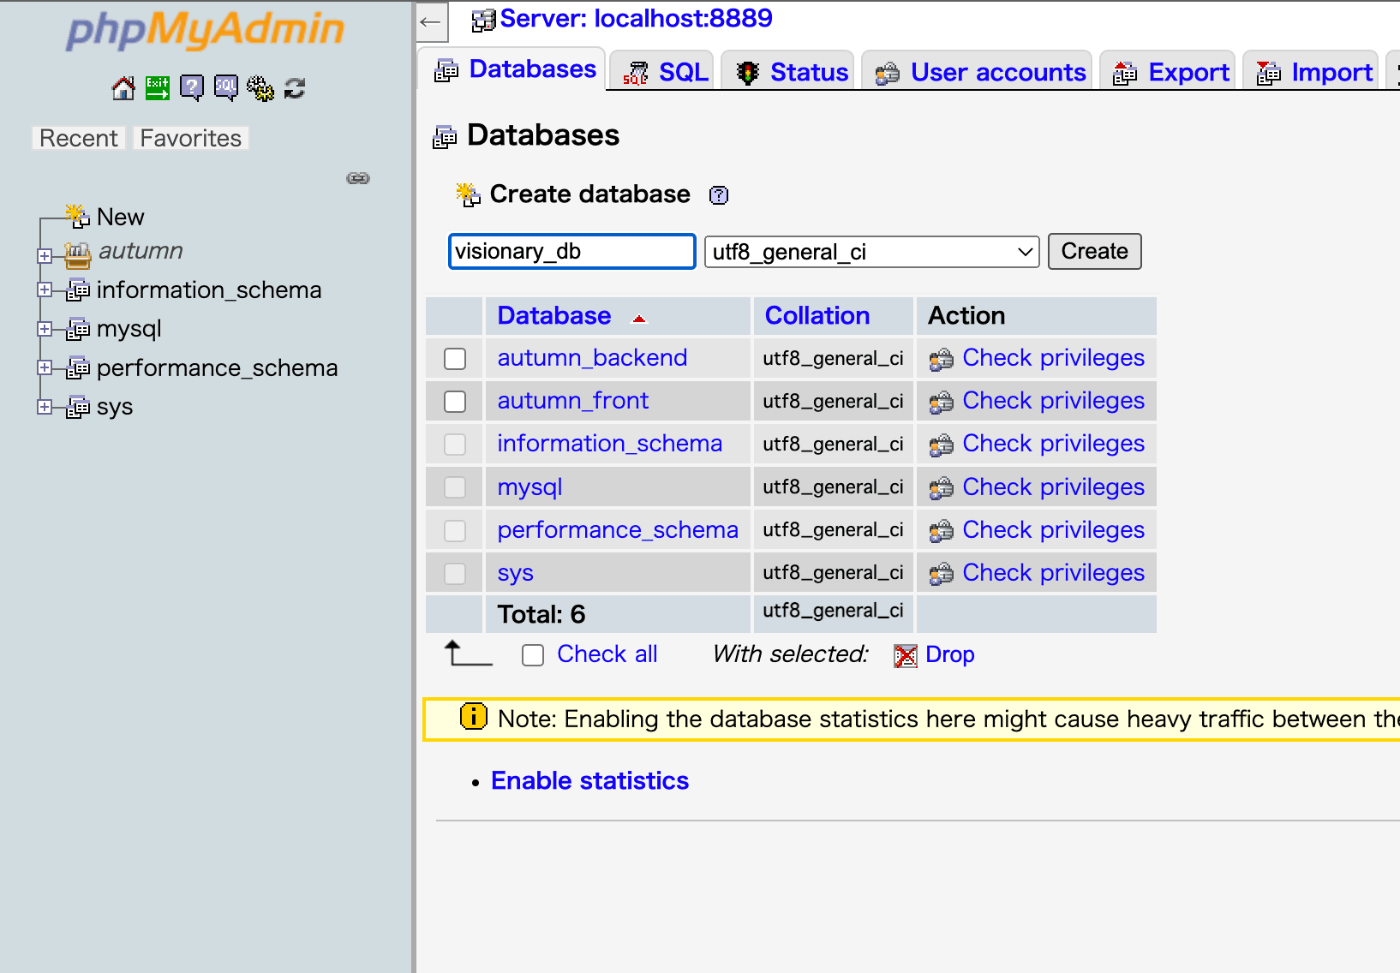 phpMyAdmin
Recent Favorites
New
autumn
information_schema
mysql
performance_schema
sys
← Server: localhost:8889
Databases SQL Status User accounts Export Import
Databases
Create database
visionary_db utf8_general_ci Create
Database Collation Action
autumn_backend utf8_general_ci Check privileges
autumn_front utf8_general_ci Check privileges
information_schema utf8_general_ci Check privileges
mysql utf8_general_ci Check privileges
performance_schema utf8_general_ci Check privileges
sys utf8_general_ci Check privileges
Total: 6 utf8_general_ci
Check all With selected: Drop
Note: Enabling the database statistics here might cause heavy traffic between the
• Enable statistics